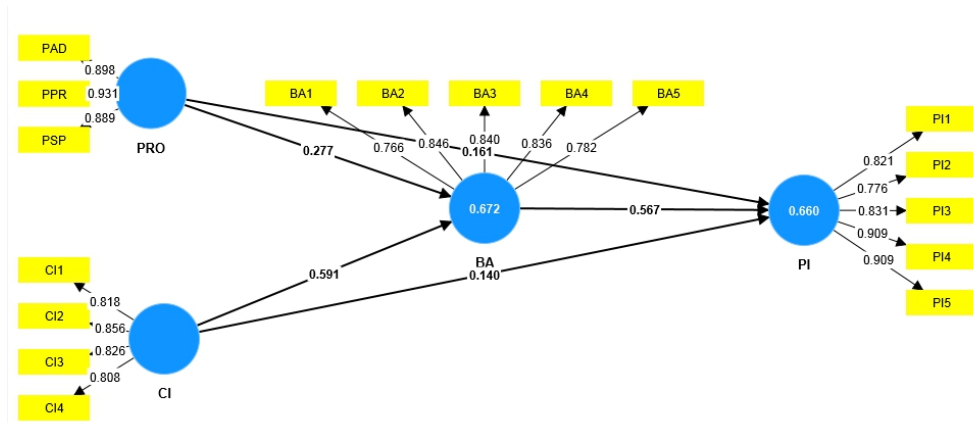 PAD
0.898
PPR
0.931
0.889
PSP
PRO
BA1
BA2
BA3
BA4
BA5
0.766
0.846
0.840
0.836
0.782
0.277
0.161
0.672
BA
0.567
0.591
0.140
0.660
PI
PI1
0.821
PI2
0.776
PI3
0.831
0.909
PI4
0.909
PI5
CI1
0.818
CI2
0.856
0.826
CI3
0.808
CI4
CI